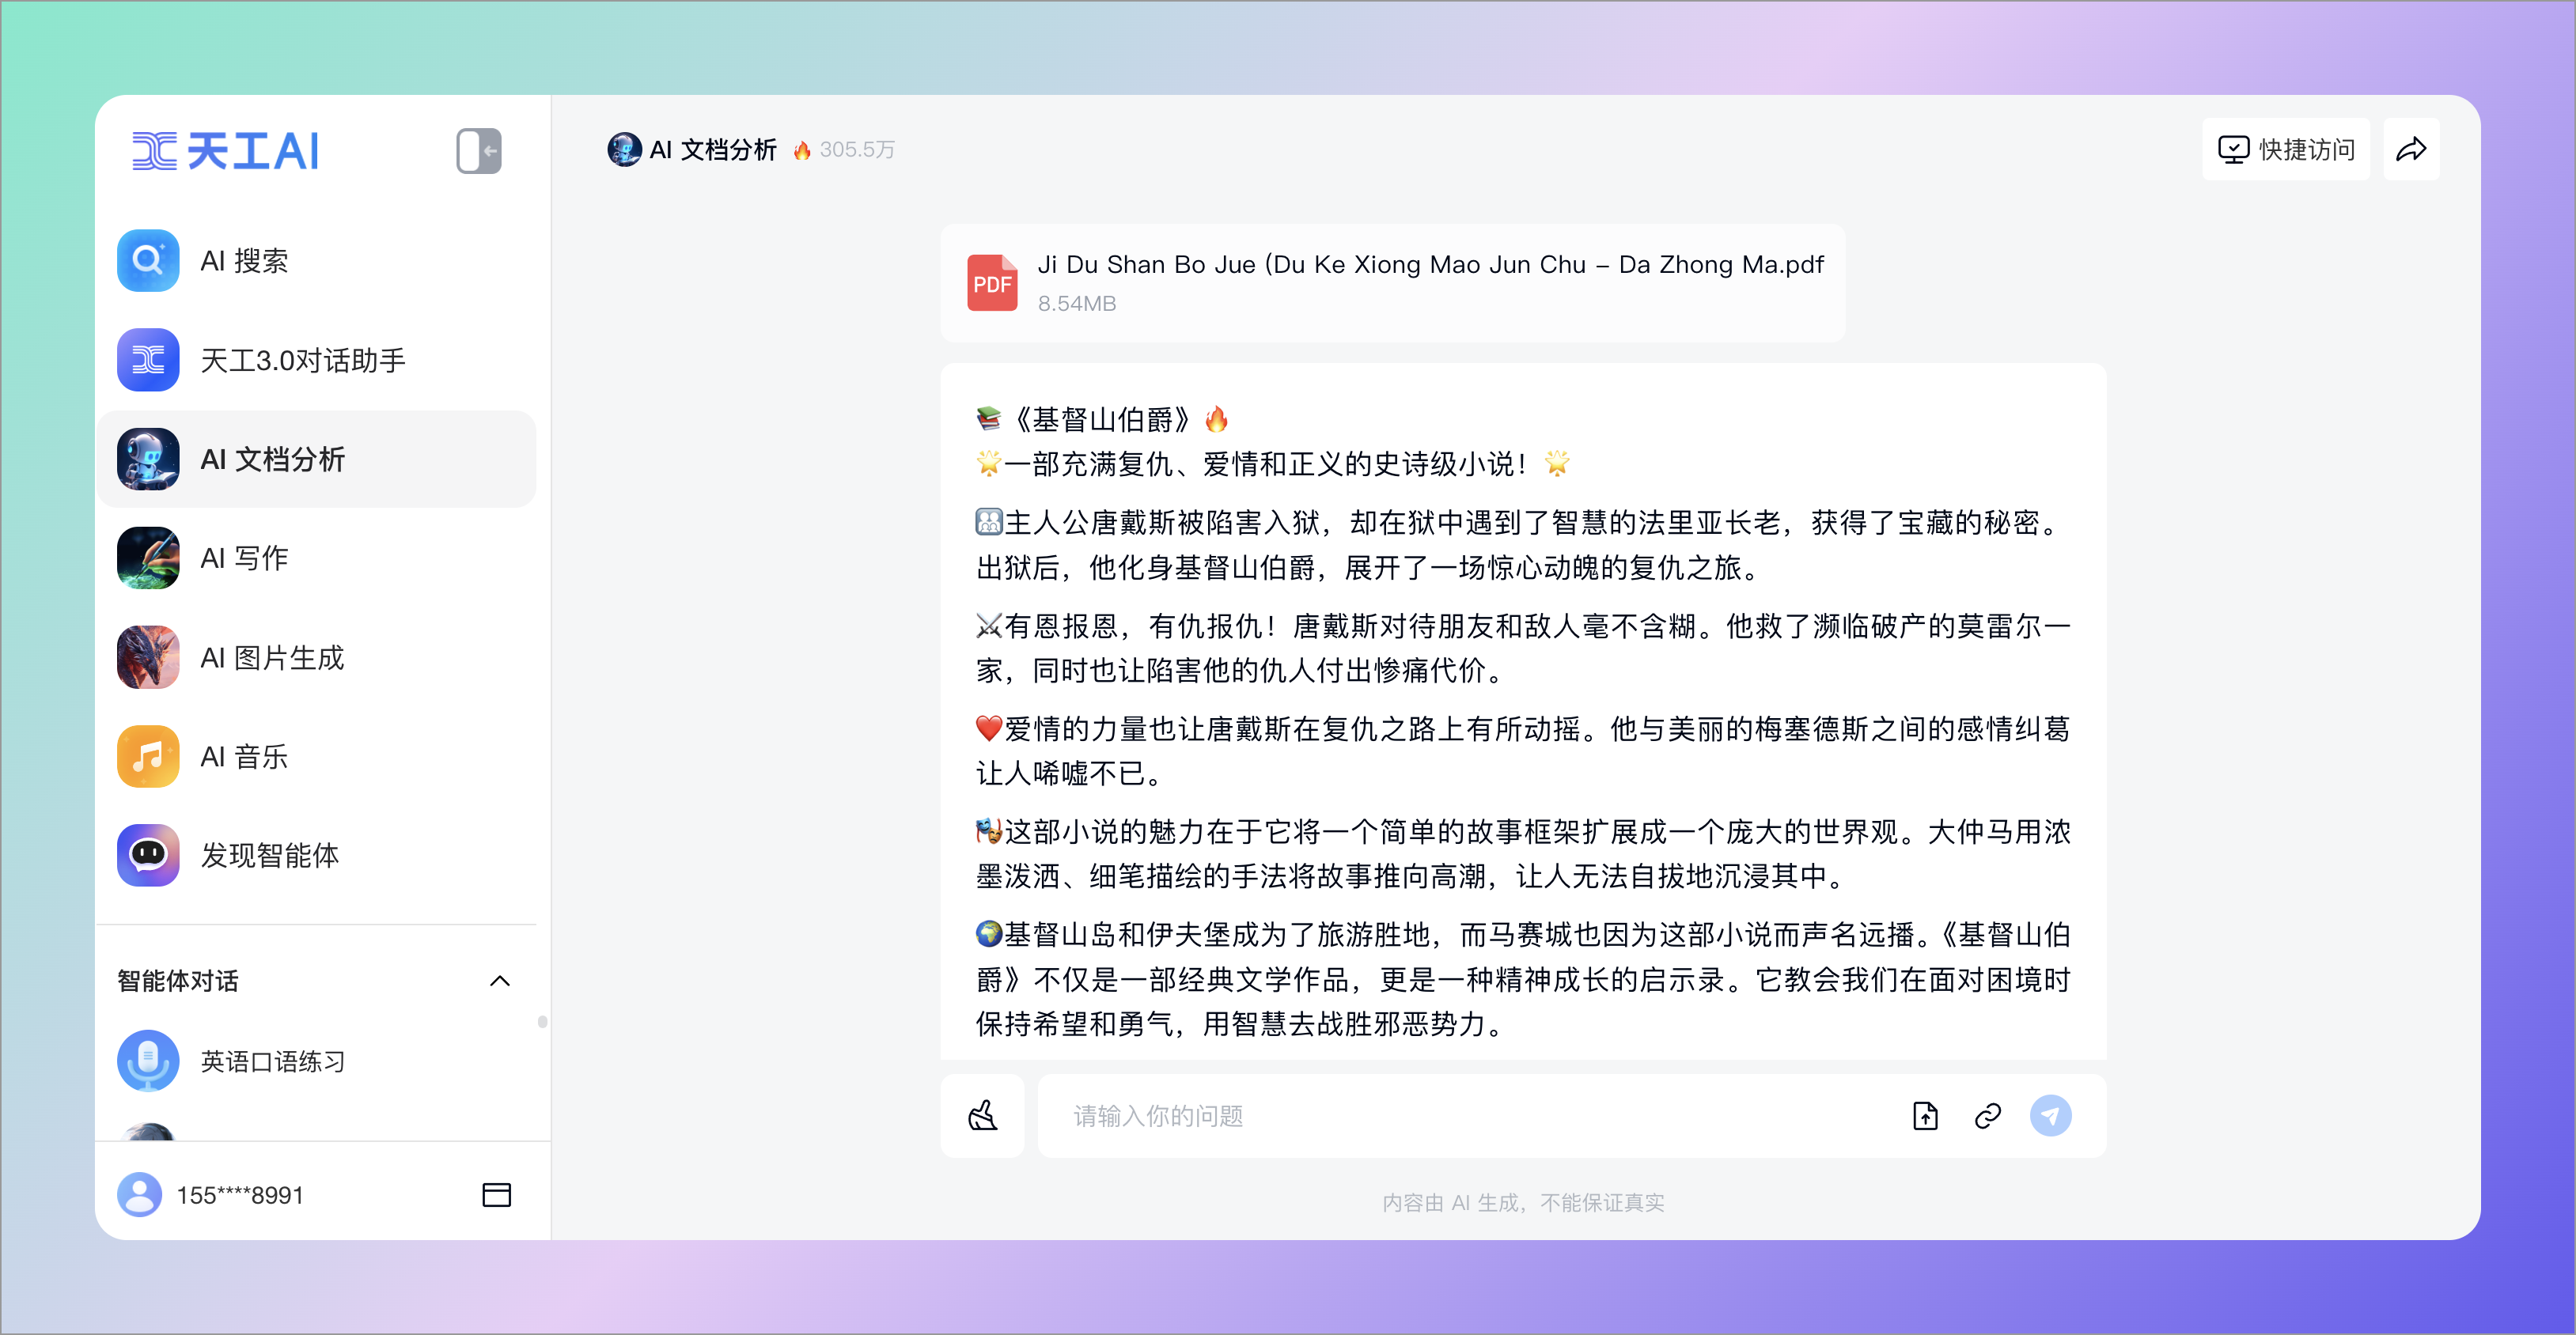 天工AI
AI 搜索
天工3.0对话助手
AI 文档分析
AI 写作
AI 图片生成
AI 音乐
发现智能体
智能体对话
英语口语练习
155****8991
AI 文档分析 🔥 305.5万
快捷访问
PDF
Ji Du Shan Bo Jue (Du Ke Xiong Mao Jun Chu – Da Zhong Ma.pdf
8.54MB
📚《基督山伯爵》🔥
🌟一部充满复仇、爱情和正义的史诗级小说！🌟
主人公唐戴斯被陷害入狱，却在狱中遇到了智慧的法里亚长老，获得了宝藏的秘密。
出狱后，他化身基督山伯爵，展开了一场惊心动魄的复仇之旅。
⚔️有恩报恩，有仇报仇！唐戴斯对待朋友和敌人毫不含糊。他救了濒临破产的莫雷尔一
家，同时也让陷害他的仇人付出惨痛代价。
❤️爱情的力量也让唐戴斯在复仇之路上有所动摇。他与美丽的梅塞德斯之间的感情纠葛
让人唏嘘不已。
🎭这部小说的魅力在于它将一个简单的故事框架扩展成一个庞大的世界观。大仲马用浓
墨泼洒、细笔描绘的手法将故事推向高潮，让人无法自拔地沉浸其中。
🌍基督山岛和伊夫堡成为了旅游胜地，而马赛城也因为这部小说而声名远播。《基督山伯
爵》不仅是一部经典文学作品，更是一种精神成长的启示录。它教会我们在面对困境时
保持希望和勇气，用智慧去战胜邪恶势力。
请输入你的问题
内容由 AI 生成，不能保证真实